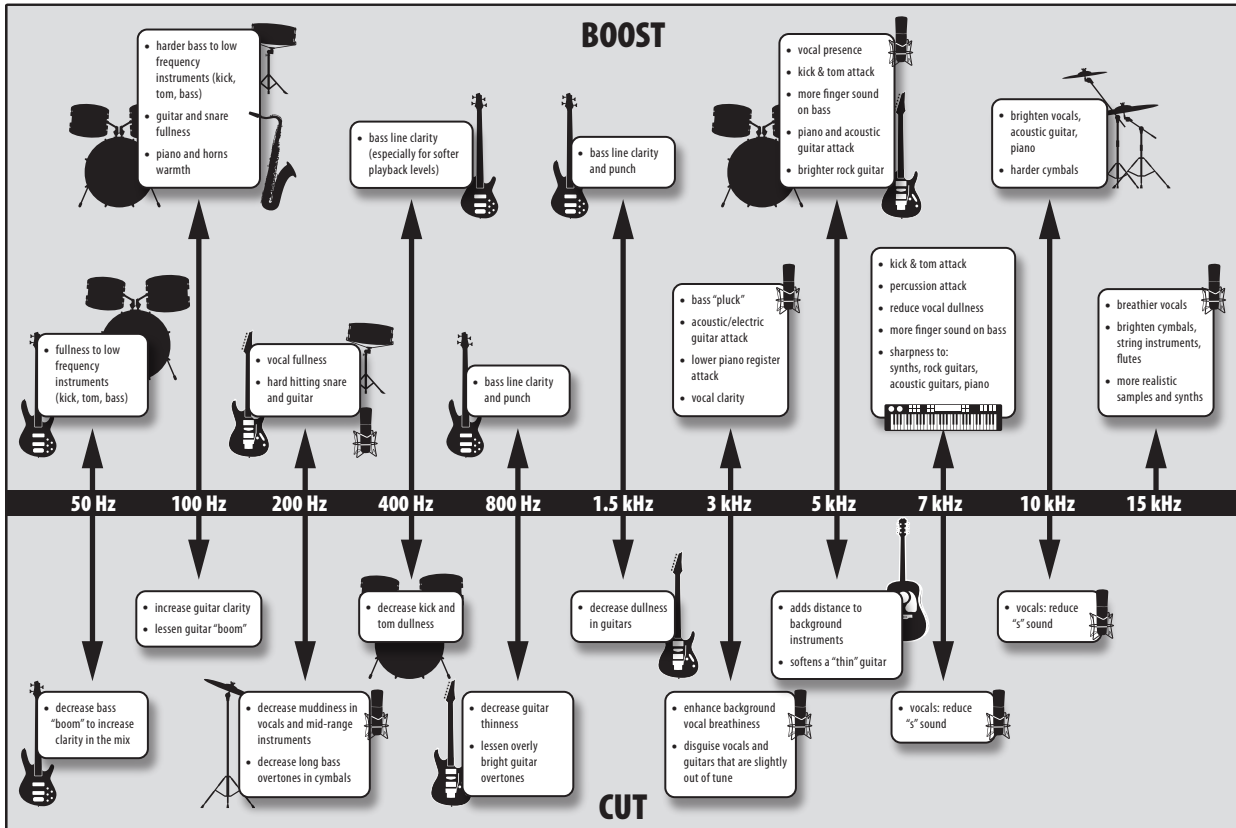 BOOST
• harder bass to low
frequency
instruments (kick,
tom, bass)
• guitar and snare
fullness
• piano and horns
warmth
• bass line clarity
(especially for softer
playback levels)
• bass line clarity
and punch
• vocal presence
• kick & tom attack
• more finger sound
on bass
• piano and acoustic
guitar attack
• brighter rock guitar
• brighten vocals,
acoustic guitar,
piano
• harder cymbals
• fullness to low
frequency
instruments
(kick, tom, bass)
• vocal fullness
• hard hitting snare
and guitar
• bass line clarity
and punch
• bass “pluck”
• acoustic/electric
guitar attack
• lower piano register
attack
• vocal clarity
• kick & tom attack
• percussion attack
• reduce vocal dullness
• more finger sound on bass
• sharpness to:
synths, rock guitars,
acoustic guitars, piano
• breathier vocals
• brighten cymbals,
string instruments,
flutes
• more realistic
samples and synths
50 Hz 100 Hz 200 Hz 400 Hz 800 Hz 1.5 kHz 3 kHz 5 kHz 7 kHz 10 kHz 15 kHz
• increase guitar clarity
• lessen guitar “boom”
• decrease kick and
tom dullness
• decrease dullness
in guitars
• adds distance to
background
instruments
• softens a “thin” guitar
• vocals: reduce
“s” sound
• decrease bass
“boom” to increase
clarity in the mix
• decrease muddiness in
vocals and mid-range
instruments
• decrease long bass
overtones in cymbals
• decrease guitar
thinness
• lessen overly
bright guitar
overtones
• enhance background
vocal breathiness
• disguise vocals and
guitars that are slightly
out of tune
• vocals: reduce
“s” sound
CUT